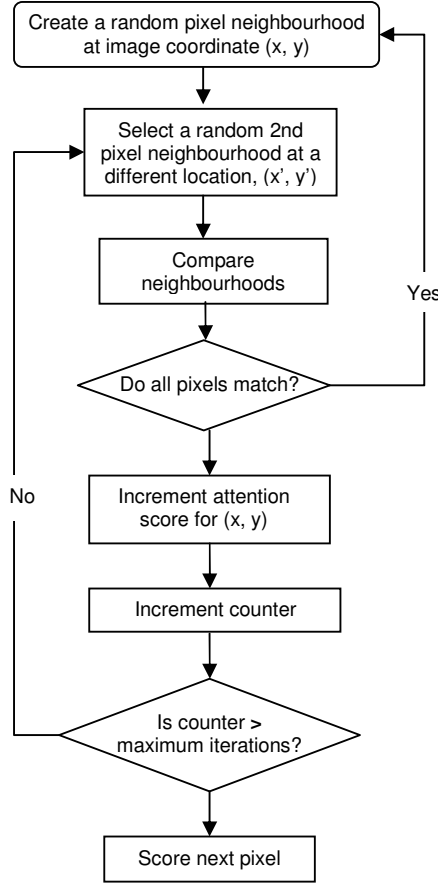 Create a random pixel neighbourhood
at image coordinate (x, y)
Select a random 2nd
pixel neighbourhood at a
different location, (x’, y’)
Compare
neighbourhoods
Yes
Do all pixels match?
No
Increment attention
score for (x, y)
Increment counter
Is counter >
maximum iterations?
Score next pixel